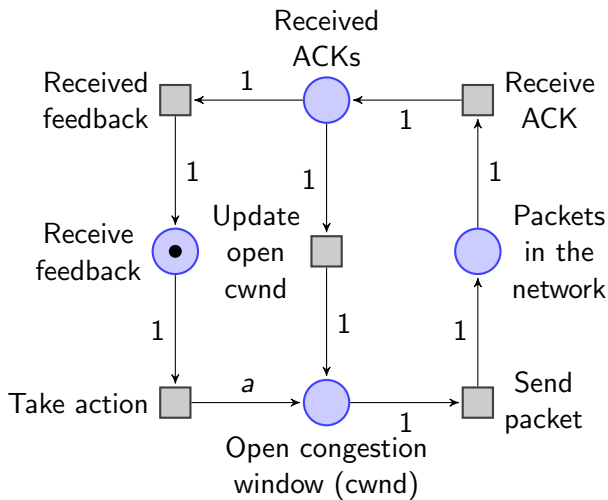 Received
ACKs
Received
feedback
1
1
Receive
ACK
1
1
1
Receive
feedback
Update
open
cwnd
Packets
in the
network
1
1
1
Take action
a
1
Send
packet
Open congestion
window (cwnd)